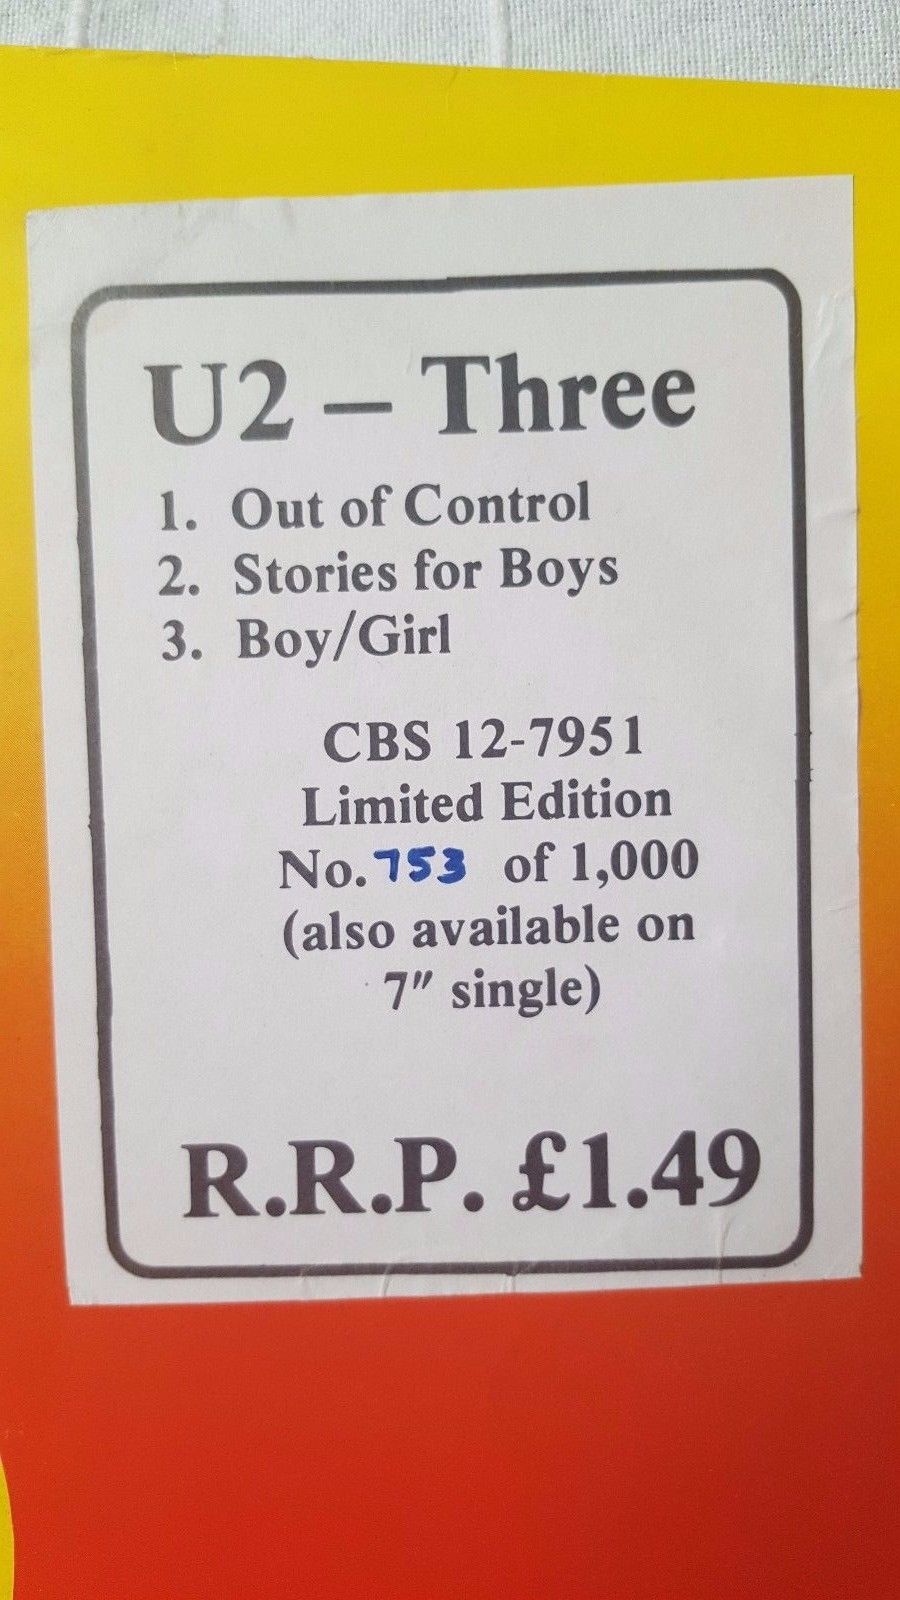 U2 – Three
1. Out of Control
2. Stories for Boys
3. Boy/Girl
CBS 12-7951
Limited Edition
No. 753 of 1,000
(also available on
7" single)
R.R.P. £1.49